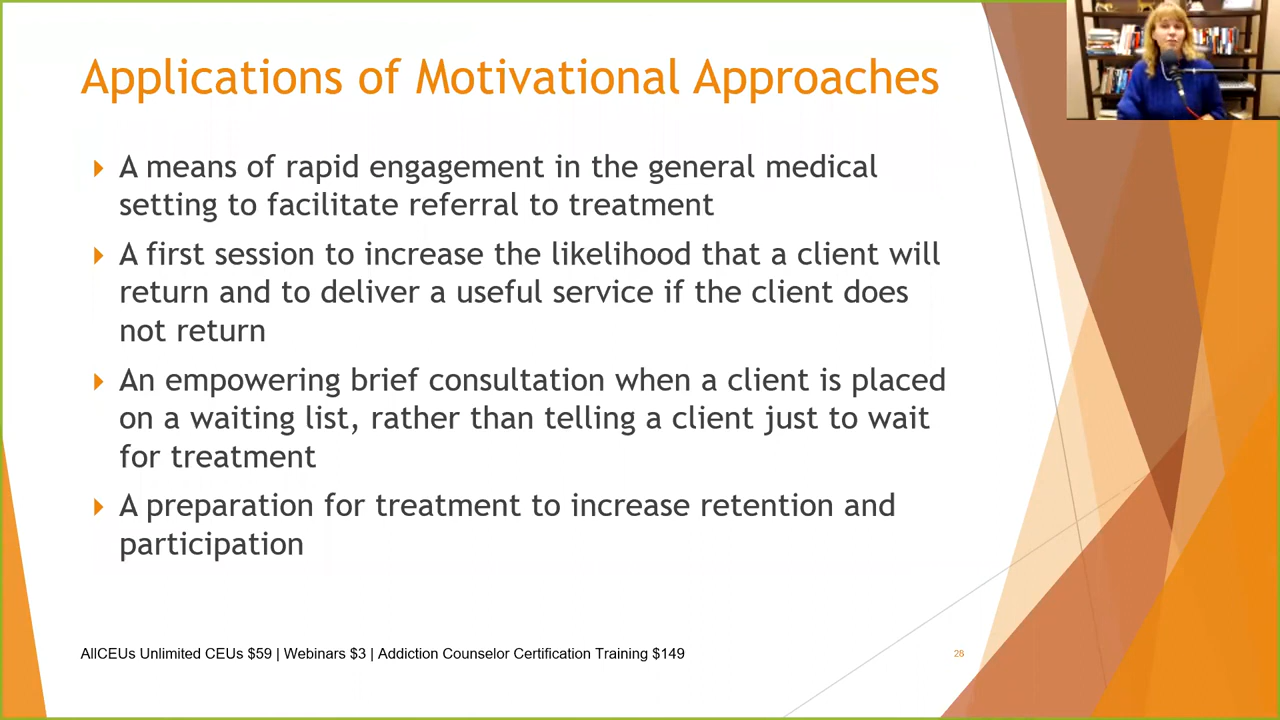 Applications of Motivational Approaches
A means of rapid engagement in the general medical
setting to facilitate referral to treatment
A first session to increase the likelihood that a client will
return and to deliver a useful service if the client does
not return
An empowering brief consultation when a client is placed
on a waiting list, rather than telling a client just to wait
for treatment
A preparation for treatment to increase retention and
participation
AllCEUs Unlimited CEUs $59 | Webinars $3 | Addiction Counselor Certification Training $149
28